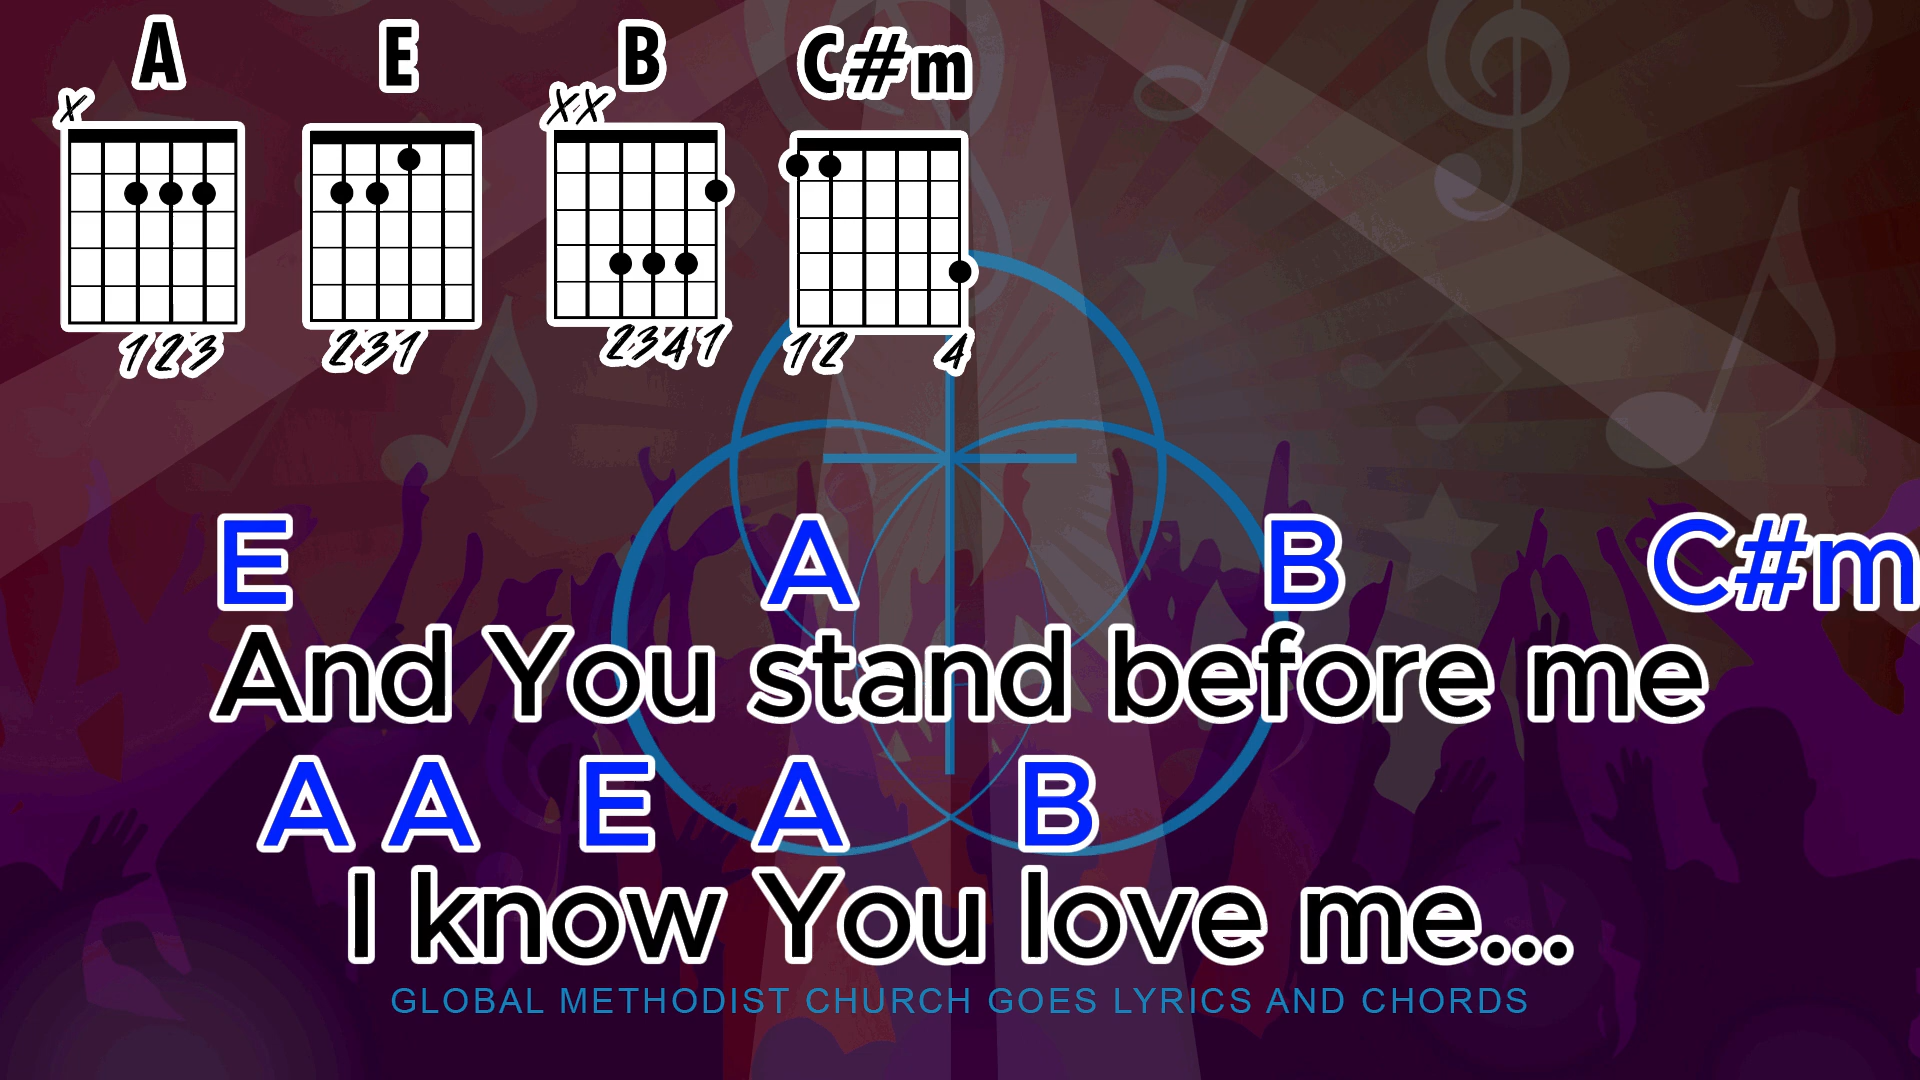 A E B C#m
X XX
123 231 2341 12 4
E A B C#m
And You stand before me
A A E A B
I know You love me...
GLOBAL METHODIST CHURCH GOES LYRICS AND CHORDS